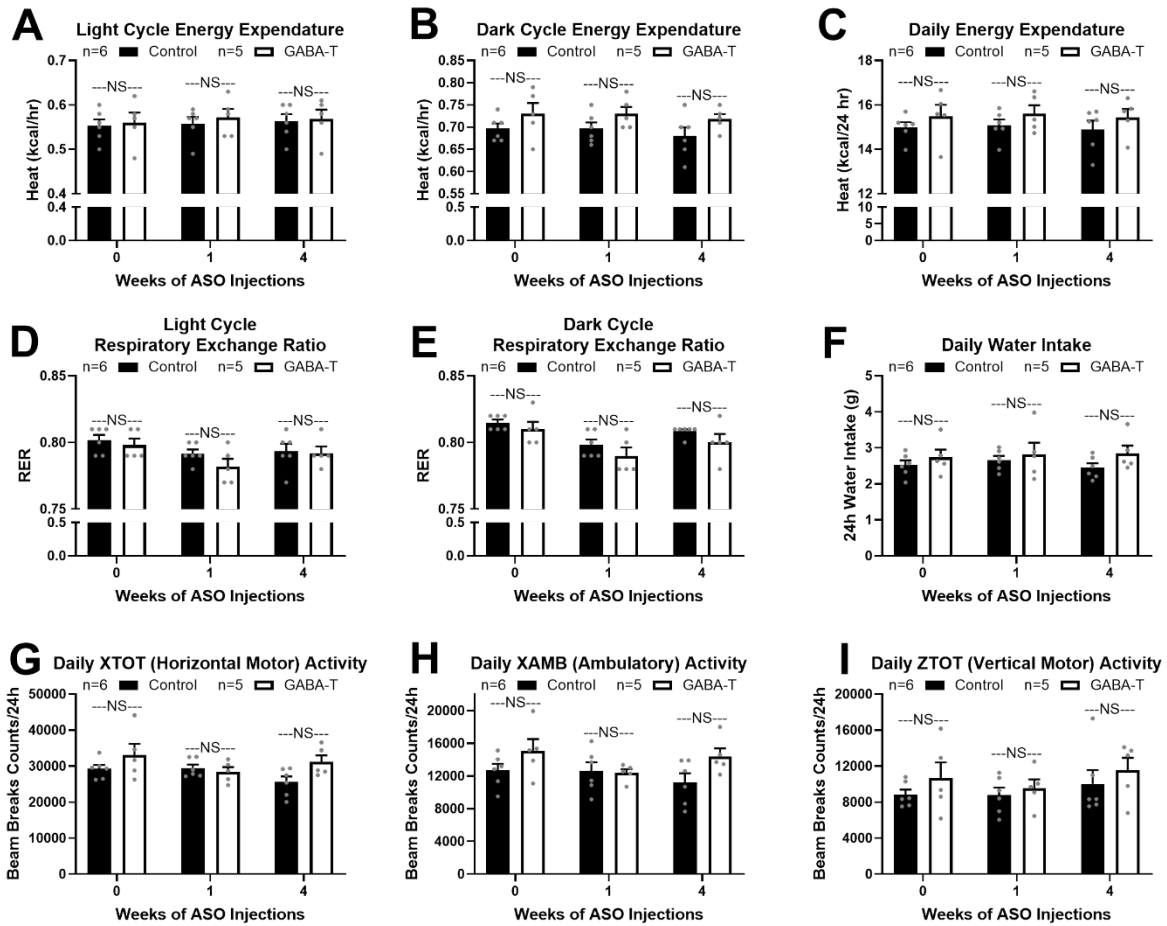 A
Light Cycle Energy Expendature
n=6 Control n=5 GABA-T
0.7
0.6
0.5
0.4
0.5
0.0
Heat (kcal/hr)
---NS---
---NS---
---NS---
0 1 4
Weeks of ASO Injections
B
Dark Cycle Energy Expendature
n=6 Control n=5 GABA-T
0.85
0.80
0.75
0.70
0.65
0.60
0.55
0.5
0.0
Heat (kcal/hr)
---NS---
---NS---
---NS---
0 1 4
Weeks of ASO Injections
C
Daily Energy Expendature
n=6 Control n=5 GABA-T
18
16
14
12
10
5
0
Heat (kcal/24 hr)
---NS---
---NS---
---NS---
0 1 4
Weeks of ASO Injections
D
Light Cycle
Respiratory Exchange Ratio
n=6 Control n=5 GABA-T
0.85
0.80
0.75
0.5
0.0
RER
---NS---
---NS---
---NS---
0 1 4
Weeks of ASO Injections
E
Dark Cycle
Respiratory Exchange Ratio
n=6 Control n=5 GABA-T
0.85
0.80
0.75
0.5
0.0
RER
---NS---
---NS---
---NS---
0 1 4
Weeks of ASO Injections
F
Daily Water Intake
n=6 Control n=5 GABA-T
5
4
3
2
1
0
24h Water Intake (g)
---NS---
---NS---
---NS---
0 1 4
Weeks of ASO Injections
G
Daily XTOT (Horizontal Motor) Activity
n=6 Control n=5 GABA-T
50000
40000
30000
20000
10000
0
Beam Breaks Counts/24h
---NS---
---NS---
---NS---
0 1 4
Weeks of ASO Injections
H
Daily XAMB (Ambulatory) Activity
n=6 Control n=5 GABA-T
20000
16000
12000
8000
4000
0
Beam Breaks Counts/24h
---NS---
---NS---
---NS---
0 1 4
Weeks of ASO Injections
I
Daily ZTOT (Vertical Motor) Activity
n=6 Control n=5 GABA-T
20000
16000
12000
8000
4000
0
Beam Breaks Counts/24h
---NS---
---NS---
---NS---
0 1 4
Weeks of ASO Injections